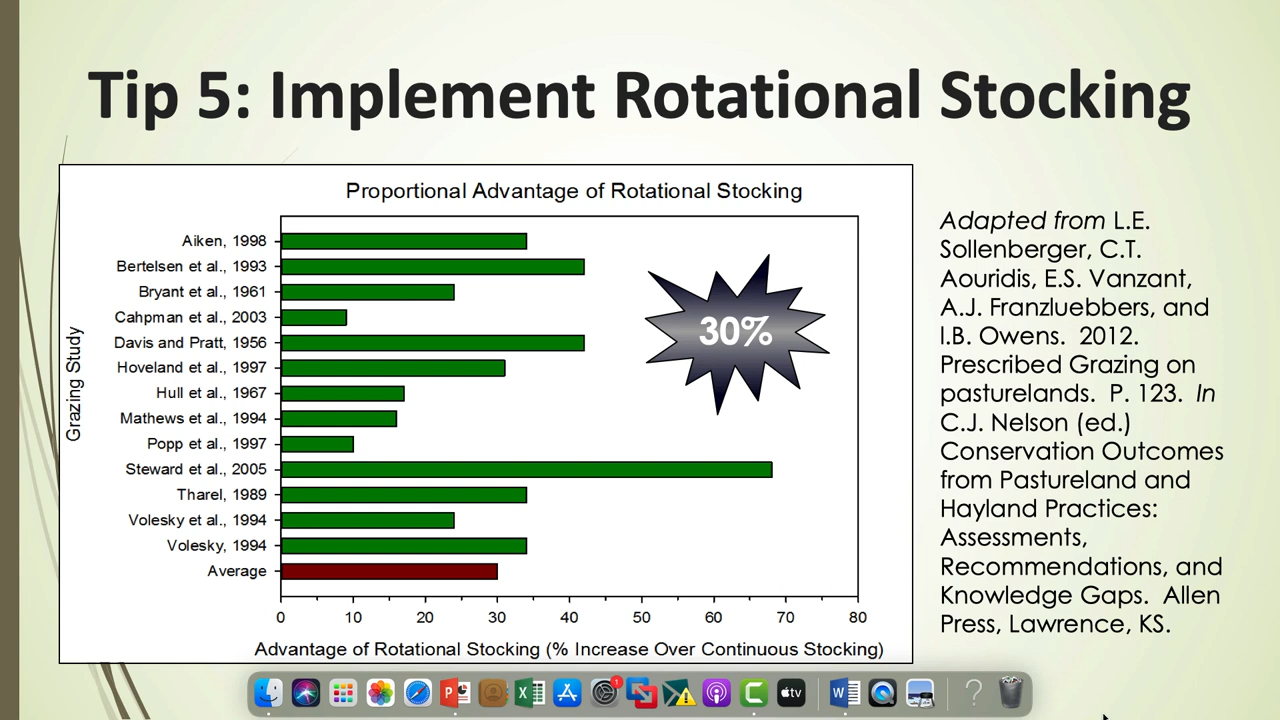 Tip 5: Implement Rotational Stocking
Proportional Advantage of Rotational Stocking
Grazing Study
Aiken, 1998
Bertelsen et al., 1993
Bryant et al., 1961
Cahpman et al., 2003
Davis and Pratt, 1956
Hoveland et al., 1997
Hull et al., 1967
Mathews et al., 1994
Popp et al., 1997
Steward et al., 2005
Tharel, 1989
Volesky et al., 1994
Volesky, 1994
Average
30%
0 10 20 30 40 50 60 70 80
Advantage of Rotational Stocking (% Increase Over Continuous Stocking)
Adapted from L.E.
Sollenberger, C.T.
Aouridis, E.S. Vanzant,
A.J. Franzluebbers, and
I.B. Owens. 2012.
Prescribed Grazing on
pasturelands. P. 123. In
C.J. Nelson (ed.)
Conservation Outcomes
from Pastureland and
Hayland Practices:
Assessments,
Recommendations, and
Knowledge Gaps. Allen
Press, Lawrence, KS.
P X 1 C tv W ?